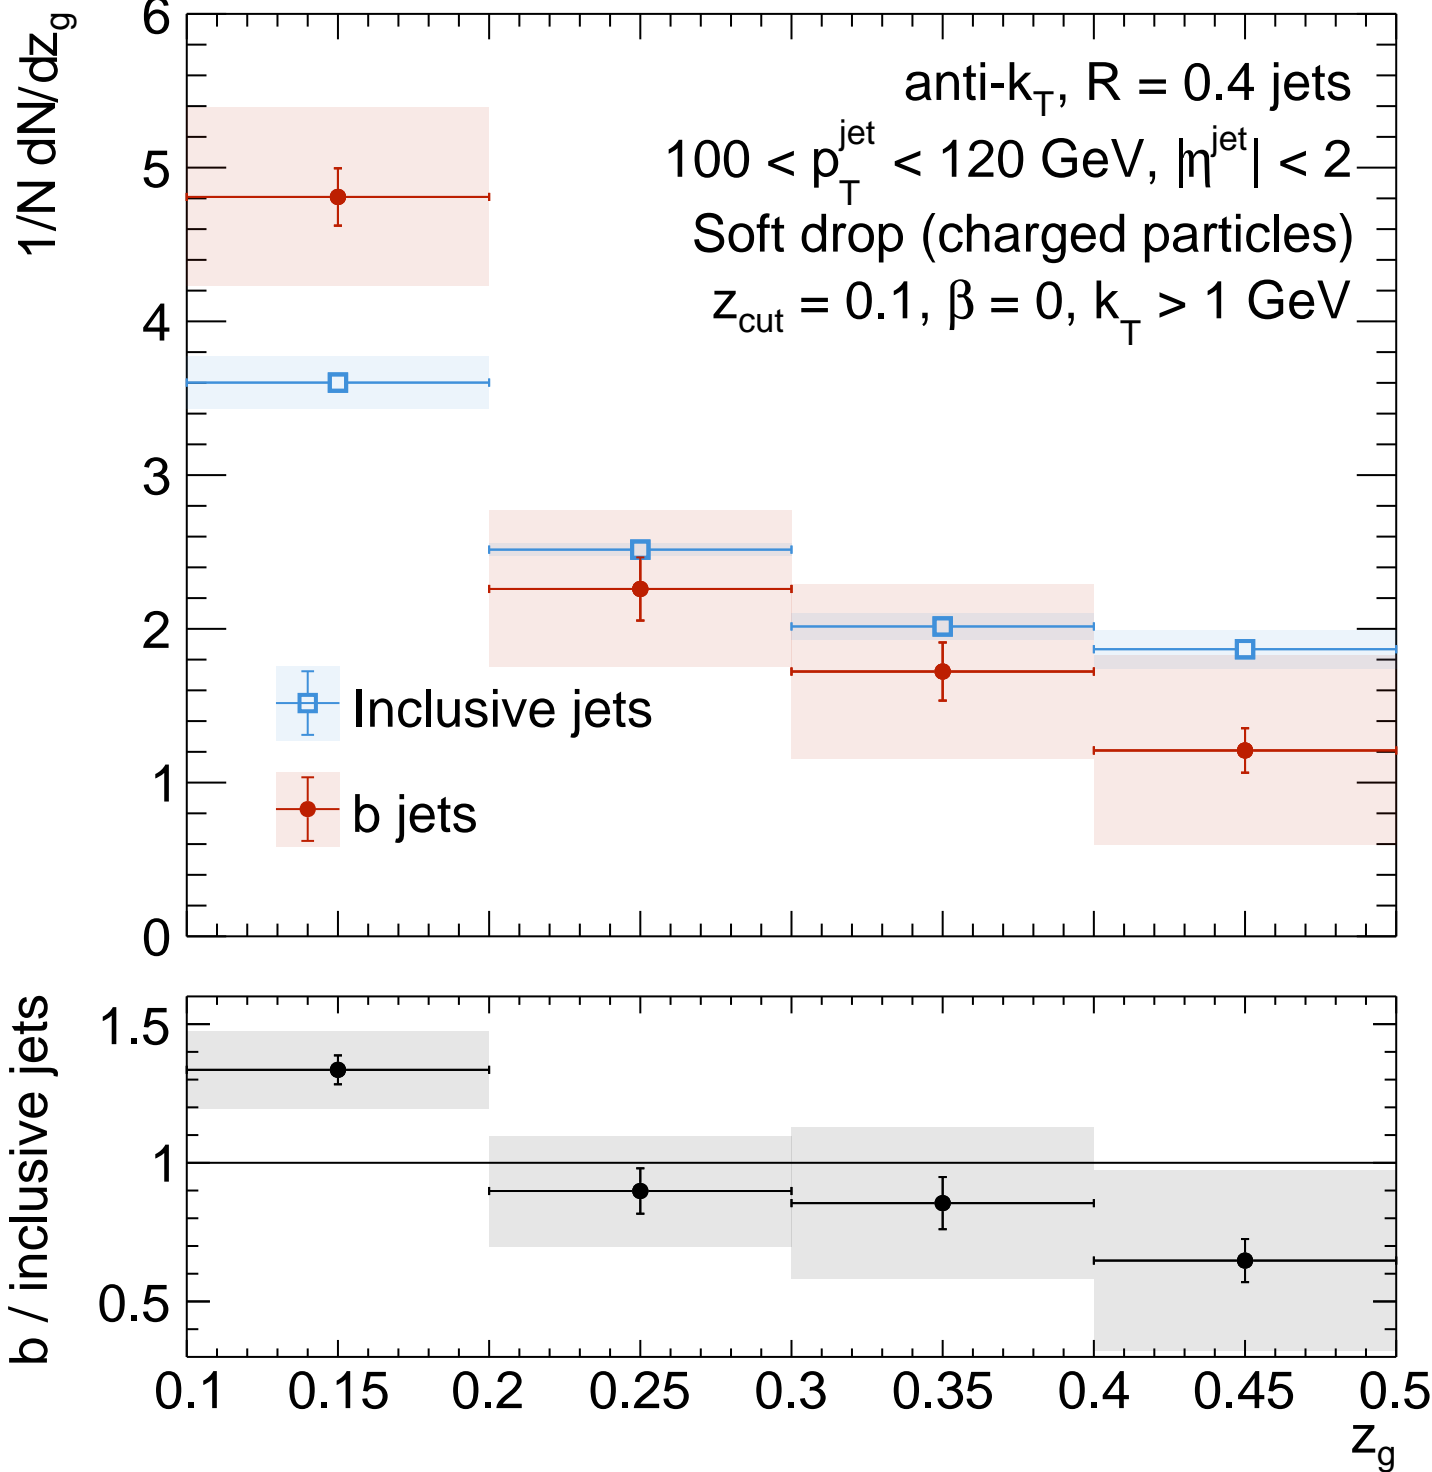 1/N dN/dz_g
6
5
4
3
2
1
0
anti-k_T, R = 0.4 jets
100 < p_T^jet < 120 GeV, |η^jet| < 2
Soft drop (charged particles)
z_cut = 0.1, β = 0, k_T > 1 GeV
Inclusive jets
b jets
b / inclusive jets
1.5
1
0.5
0.1 0.15 0.2 0.25 0.3 0.35 0.4 0.45 0.5
z_g